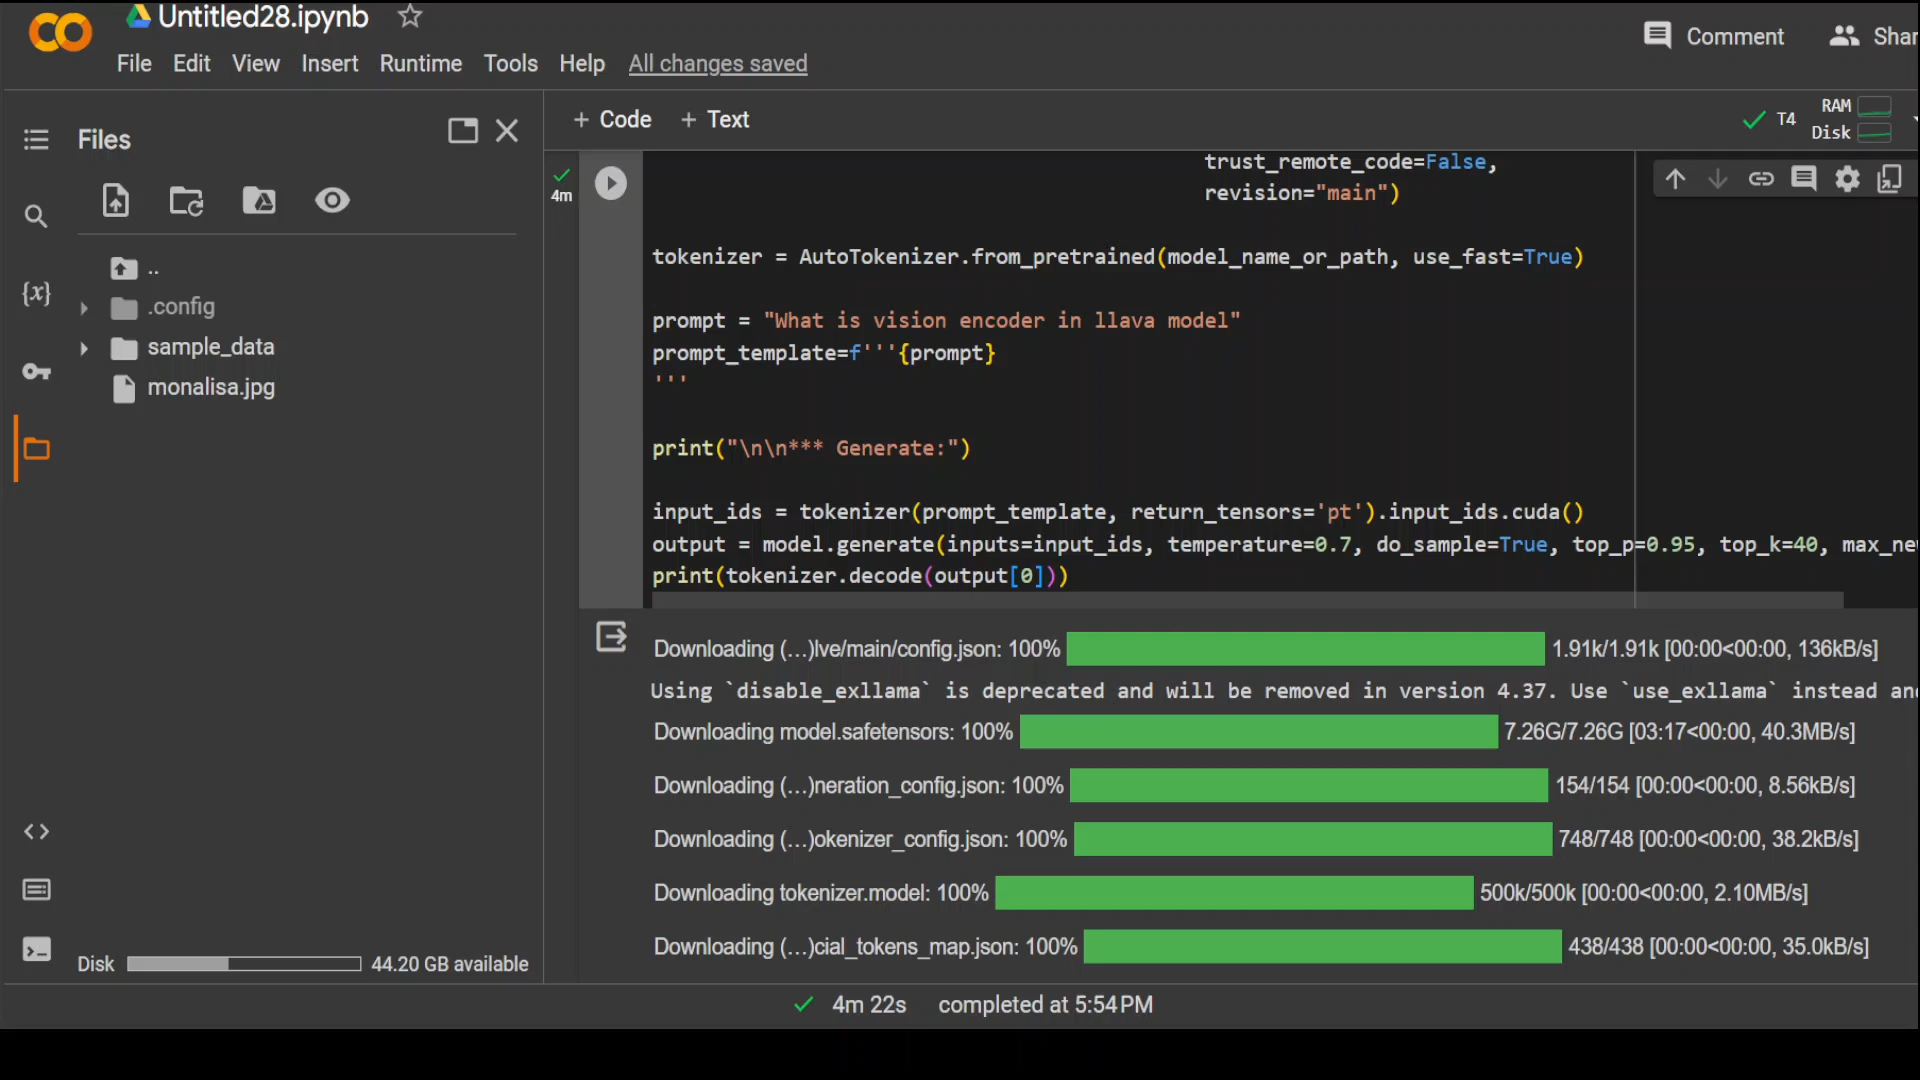 Untitled28.ipynb
File Edit View Insert Runtime Tools Help All changes saved
Comment
+ Code + Text
T4
RAM
Disk
Files
..
.config
sample_data
monalisa.jpg
{x}
Disk 44.20 GB available
4m
trust_remote_code=False,
revision="main")
tokenizer = AutoTokenizer.from_pretrained(model_name_or_path, use_fast=True)
prompt = "What is vision encoder in llava model"
prompt_template=f'''{prompt}
'''
print("\n\n*** Generate:")
input_ids = tokenizer(prompt_template, return_tensors='pt').input_ids.cuda()
output = model.generate(inputs=input_ids, temperature=0.7, do_sample=True, top_p=0.95, top_k=40, max_new
print(tokenizer.decode(output[0]))
Downloading (…)lve/main/config.json: 100% 1.91k/1.91k [00:00<00:00, 136kB/s]
Using `disable_exllama` is deprecated and will be removed in version 4.37. Use `use_exllama` instead and
Downloading model.safetensors: 100% 7.26G/7.26G [03:17<00:00, 40.3MB/s]
Downloading (…)neration_config.json: 100% 154/154 [00:00<00:00, 8.56kB/s]
Downloading (…)okenizer_config.json: 100% 748/748 [00:00<00:00, 38.2kB/s]
Downloading tokenizer.model: 100% 500k/500k [00:00<00:00, 2.10MB/s]
Downloading (…)cial_tokens_map.json: 100% 438/438 [00:00<00:00, 35.0kB/s]
4m 22s completed at 5:54 PM